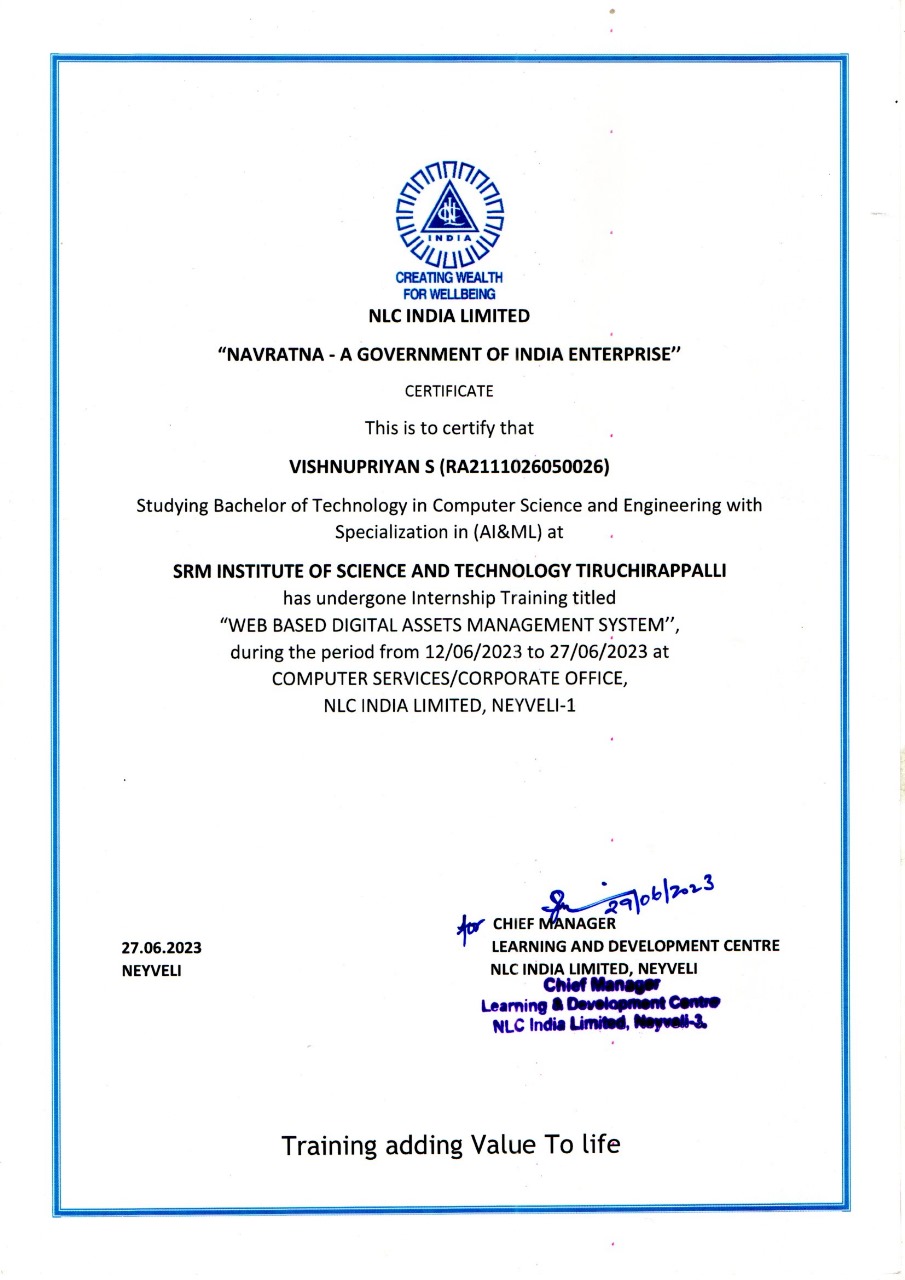 INDIA
CREATING WEALTH
FOR WELLBEING
NLC INDIA LIMITED
“NAVRATNA - A GOVERNMENT OF INDIA ENTERPRISE”
CERTIFICATE
This is to certify that
VISHNUPRIYAN S (RA2111026050026)
Studying Bachelor of Technology in Computer Science and Engineering with
Specialization in (AI&ML) at
SRM INSTITUTE OF SCIENCE AND TECHNOLOGY TIRUCHIRAPPALLI
has undergone Internship Training titled
“WEB BASED DIGITAL ASSETS MANAGEMENT SYSTEM”,
during the period from 12/06/2023 to 27/06/2023 at
COMPUTER SERVICES/CORPORATE OFFICE,
NLC INDIA LIMITED, NEYVELI-1
29/06/2023
for CHIEF MANAGER
27.06.2023
NEYVELI
LEARNING AND DEVELOPMENT CENTRE
NLC INDIA LIMITED, NEYVELI
Chief Manager
Learning & Development Centre
NLC India Limited, Neyveli-3.
Training adding Value To life